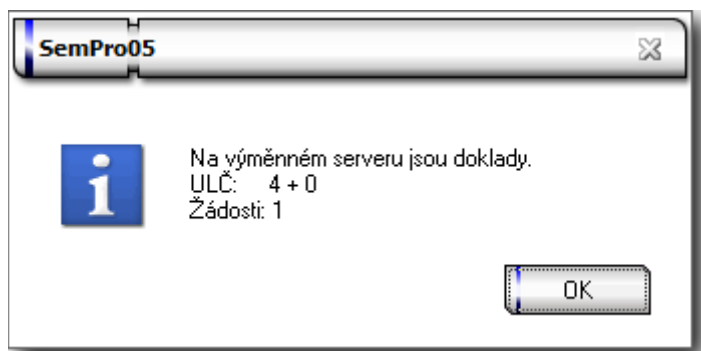 SemPro05
Na výměnném serveru jsou doklady.
ULČ: 4 + 0
Žádosti: 1
OK